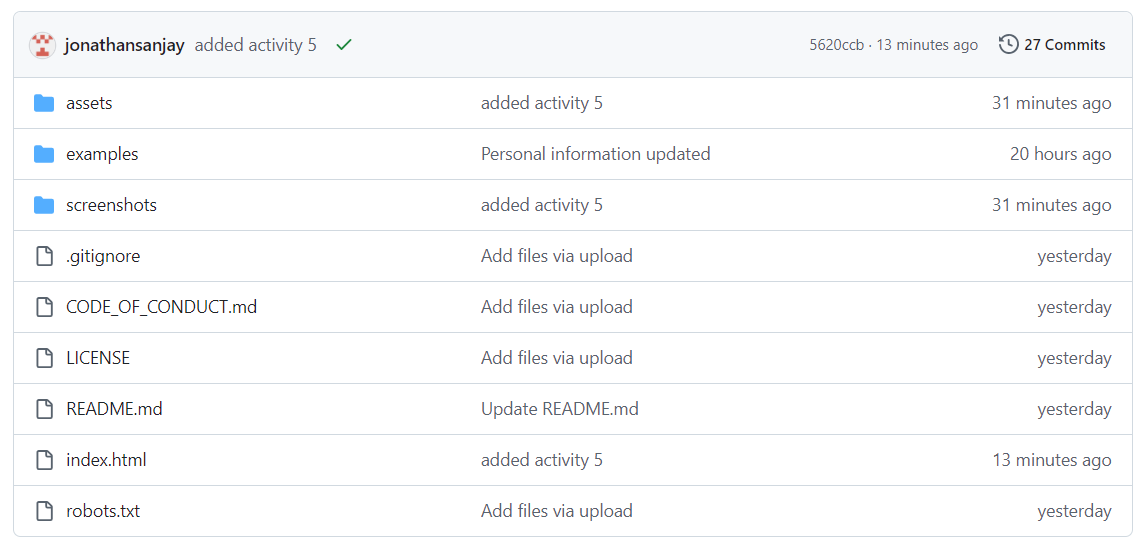 jonathansanjay added activity 5 5620ccb · 13 minutes ago 27 Commits
assets added activity 5 31 minutes ago
examples Personal information updated 20 hours ago
screenshots added activity 5 31 minutes ago
.gitignore Add files via upload yesterday
CODE_OF_CONDUCT.md Add files via upload yesterday
LICENSE Add files via upload yesterday
README.md Update README.md yesterday
index.html added activity 5 13 minutes ago
robots.txt Add files via upload yesterday